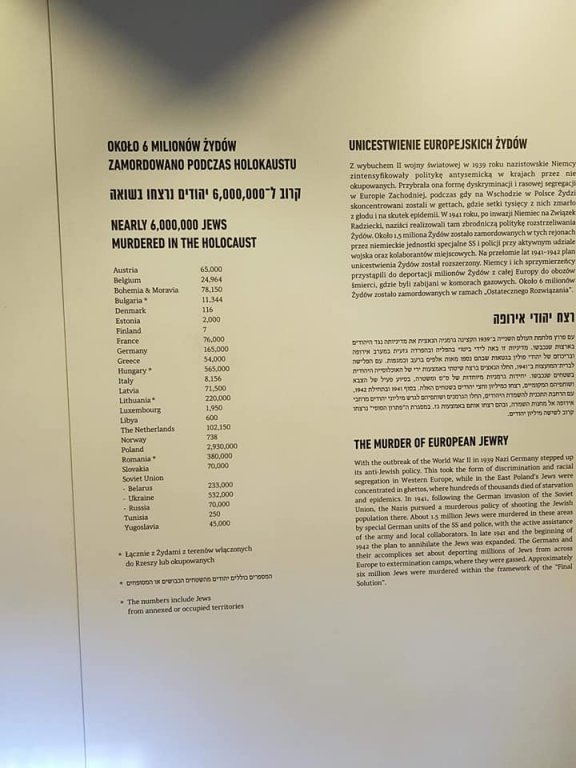 OKOŁO 6 MILIONÓW ŻYDÓW
ZAMORDOWANO PODCZAS HOLOKAUSTU
קרוב ל־6,000,000 יהודים נרצחו בשואה
NEARLY 6,000,000 JEWS
MURDERED IN THE HOLOCAUST
Austria 65,000
Belgium 24,964
Bohemia & Moravia 78,150
Bulgaria * 11,344
Denmark 116
Estonia 2,000
Finland 7
France 76,000
Germany 165,000
Greece 54,000
Hungary * 565,000
Italy 8,156
Latvia 71,500
Lithuania * 220,000
Luxembourg 1,950
Libya 600
The Netherlands 102,150
Norway 738
Poland 2,930,000
Romania * 380,000
Slovakia 70,000
Soviet Union
- Belarus 233,000
- Ukraine 532,000
- Russia 70,000
Tunisia 250
Yugoslavia 45,000
* Łącznie z Żydami z terenów włączonych
do Rzeszy lub okupowanych
* המספרים כוללים יהודים מהשטחים הכבושים או המסופחים
* The numbers include Jews
from annexed or occupied territories
UNICESTWIENIE EUROPEJSKICH ŻYDÓW
Z wybuchem II wojny światowej w 1939 roku nazistowskie Niemcy
zintensyfikowały politykę antysemicką w krajach przez nie
okupowanych. Przybrała ona formę dyskryminacji i rasowej segregacji
w Europie Zachodniej, podczas gdy na Wschodzie w Polsce Żydzi
skoncentrowani zostali w gettach, gdzie setki tysięcy z nich zmarło
z głodu i na skutek epidemii. W 1941 roku, po inwazji Niemiec na Związek
Radziecki, naziści realizowali tam zbrodniczą politykę rozstrzeliwania
Żydów. Około 1,5 miliona Żydów zostało zamordowanych w tych rejonach
przez niemieckie jednostki specjalne SS i policji przy aktywnym udziale
wojska oraz kolaborantów miejscowych. Na przełomie lat 1941-1942 plan
unicestwienia Żydów został rozszerzony. Niemcy i ich sprzymierzeńcy
przystąpili do deportacji milionów Żydów z całej Europy do obozów
śmierci, gdzie byli zabijani w komorach gazowych. Około 6 milionów
Żydów zostało zamordowanych w ramach „Ostatecznego Rozwiązania”.
רצח יהודי אירופה
עם פרוץ מלחמת העולם השנייה ב־1939 הקצינה גרמניה הנאצית את מדיניותה נגד היהודים
THE MURDER OF EUROPEAN JEWRY
With the outbreak of the World War II in 1939 Nazi Germany stepped up
its anti-Jewish policy. This took the form of discrimination and racial
segregation in Western Europe, while in the East Poland's Jews were
concentrated in ghettos, where hundreds of thousands died of starvation
and epidemics. In 1941, following the German invasion of the Soviet
Union, the Nazis pursued a murderous policy of shooting the Jewish
population there. About 1.5 million Jews were murdered in these areas
by special German units of the SS and police, with the active assistance
of the army and local collaborators. In late 1941 and the beginning of
1942 the plan to annihilate the Jews was expanded. The Germans and
their accomplices set about deporting millions of Jews from across
Europe to extermination camps, where they were gassed. Approximately
six million Jews were murdered within the framework of the "Final
Solution".